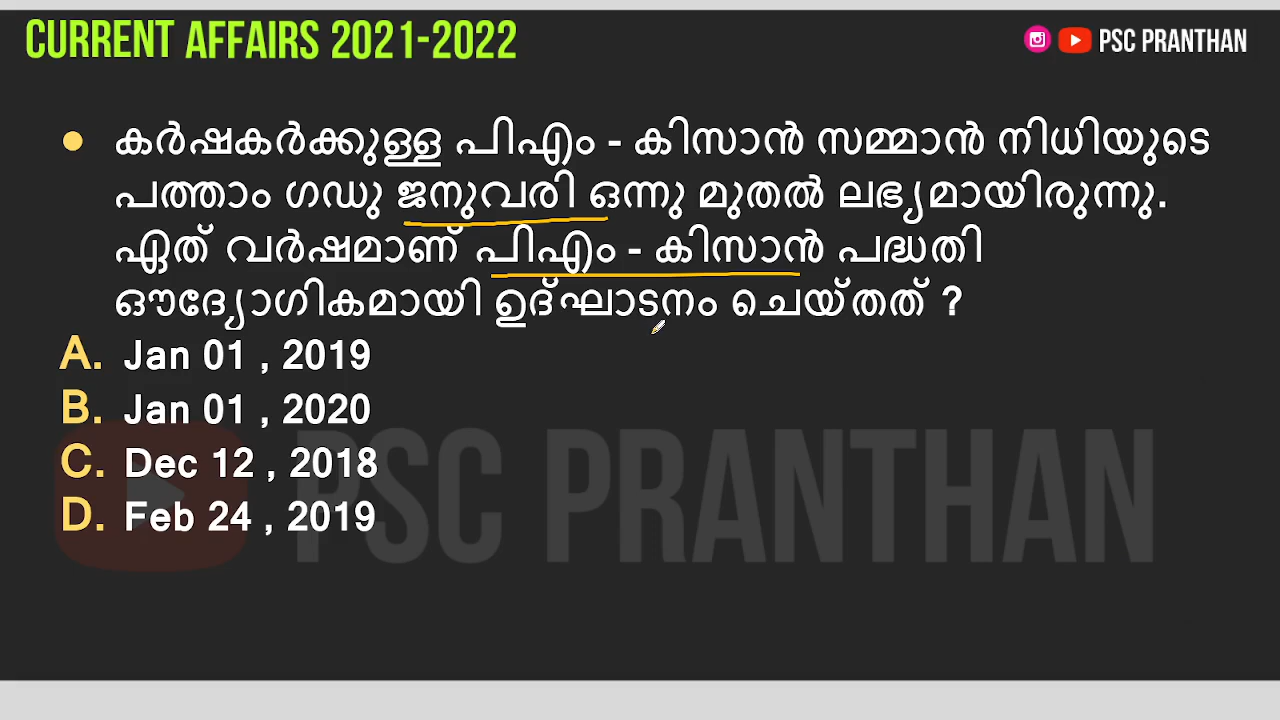 CURRENT AFFAIRS 2021-2022
PSC PRANTHAN
കർഷകർക്കുള്ള പിഎം - കിസാൻ സമ്മാൻ നിധിയുടെ
പത്താം ഗഡു ജനുവരി ഒന്നു മുതൽ ലഭ്യമായിരുന്നു.
ഏത് വർഷമാണ് പിഎം - കിസാൻ പദ്ധതി
ഔദ്യോഗികമായി ഉദ്ഘാടനം ചെയ്തത് ?
A. Jan 01 , 2019
B. Jan 01 , 2020
C. Dec 12 , 2018
D. Feb 24 , 2019
PSC PRANTHAN